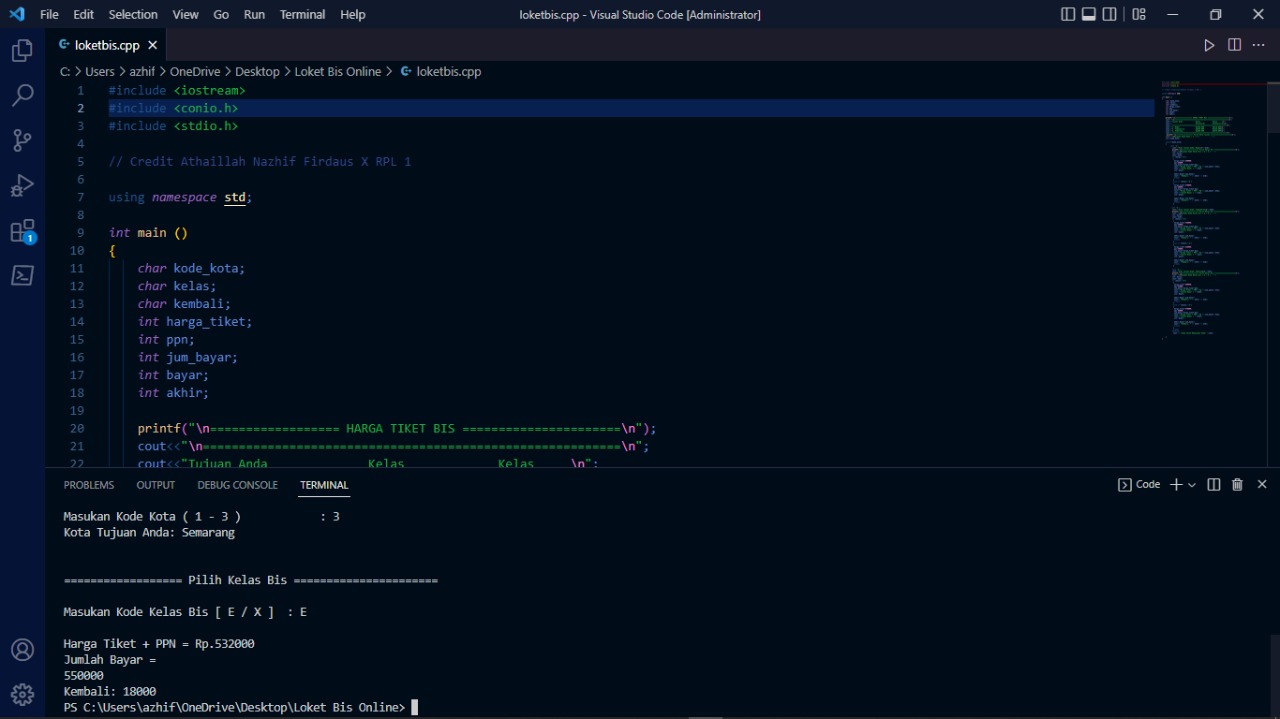 File Edit Selection View Go Run Terminal Help loketbis.cpp - Visual Studio Code [Administrator]
loketbis.cpp
C: > Users > azhif > OneDrive > Desktop > Loket Bis Online > loketbis.cpp
1 #include <iostream>
2 #include <conio.h>
3 #include <stdio.h>
4
5 // Credit Athaillah Nazhif Firdaus X RPL 1
6
7 using namespace std;
8
9 int main ()
10 {
11 char kode_kota;
12 char kelas;
13 char kembali;
14 int harga_tiket;
15 int ppn;
16 int jum_bayar;
17 int bayar;
18 int akhir;
19
20 printf("\n================== HARGA TIKET BIS ======================\n");
21 cout<<"\n==========================================================\n";
22 cout<<"Tujuan Anda Kelas Kelas \n";
1
PROBLEMS OUTPUT DEBUG CONSOLE TERMINAL Code
Masukan Kode Kota ( 1 - 3 ) : 3
Kota Tujuan Anda: Semarang
================== Pilih Kelas Bis ======================
Masukan Kode Kelas Bis [ E / X ] : E
Harga Tiket + PPN = Rp.532000
Jumlah Bayar =
550000
Kembali: 18000
PS C:\Users\azhif\OneDrive\Desktop\Loket Bis Online>